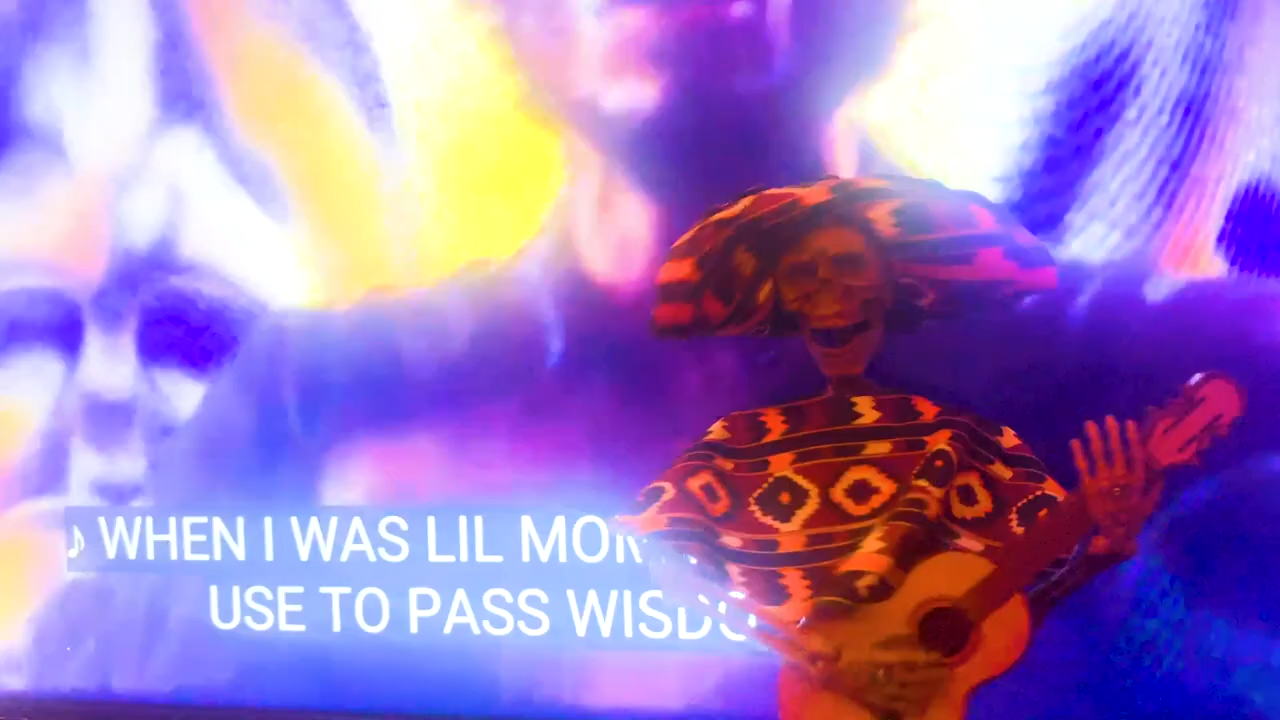 ♪ WHEN I WAS LIL
USE TO PASS